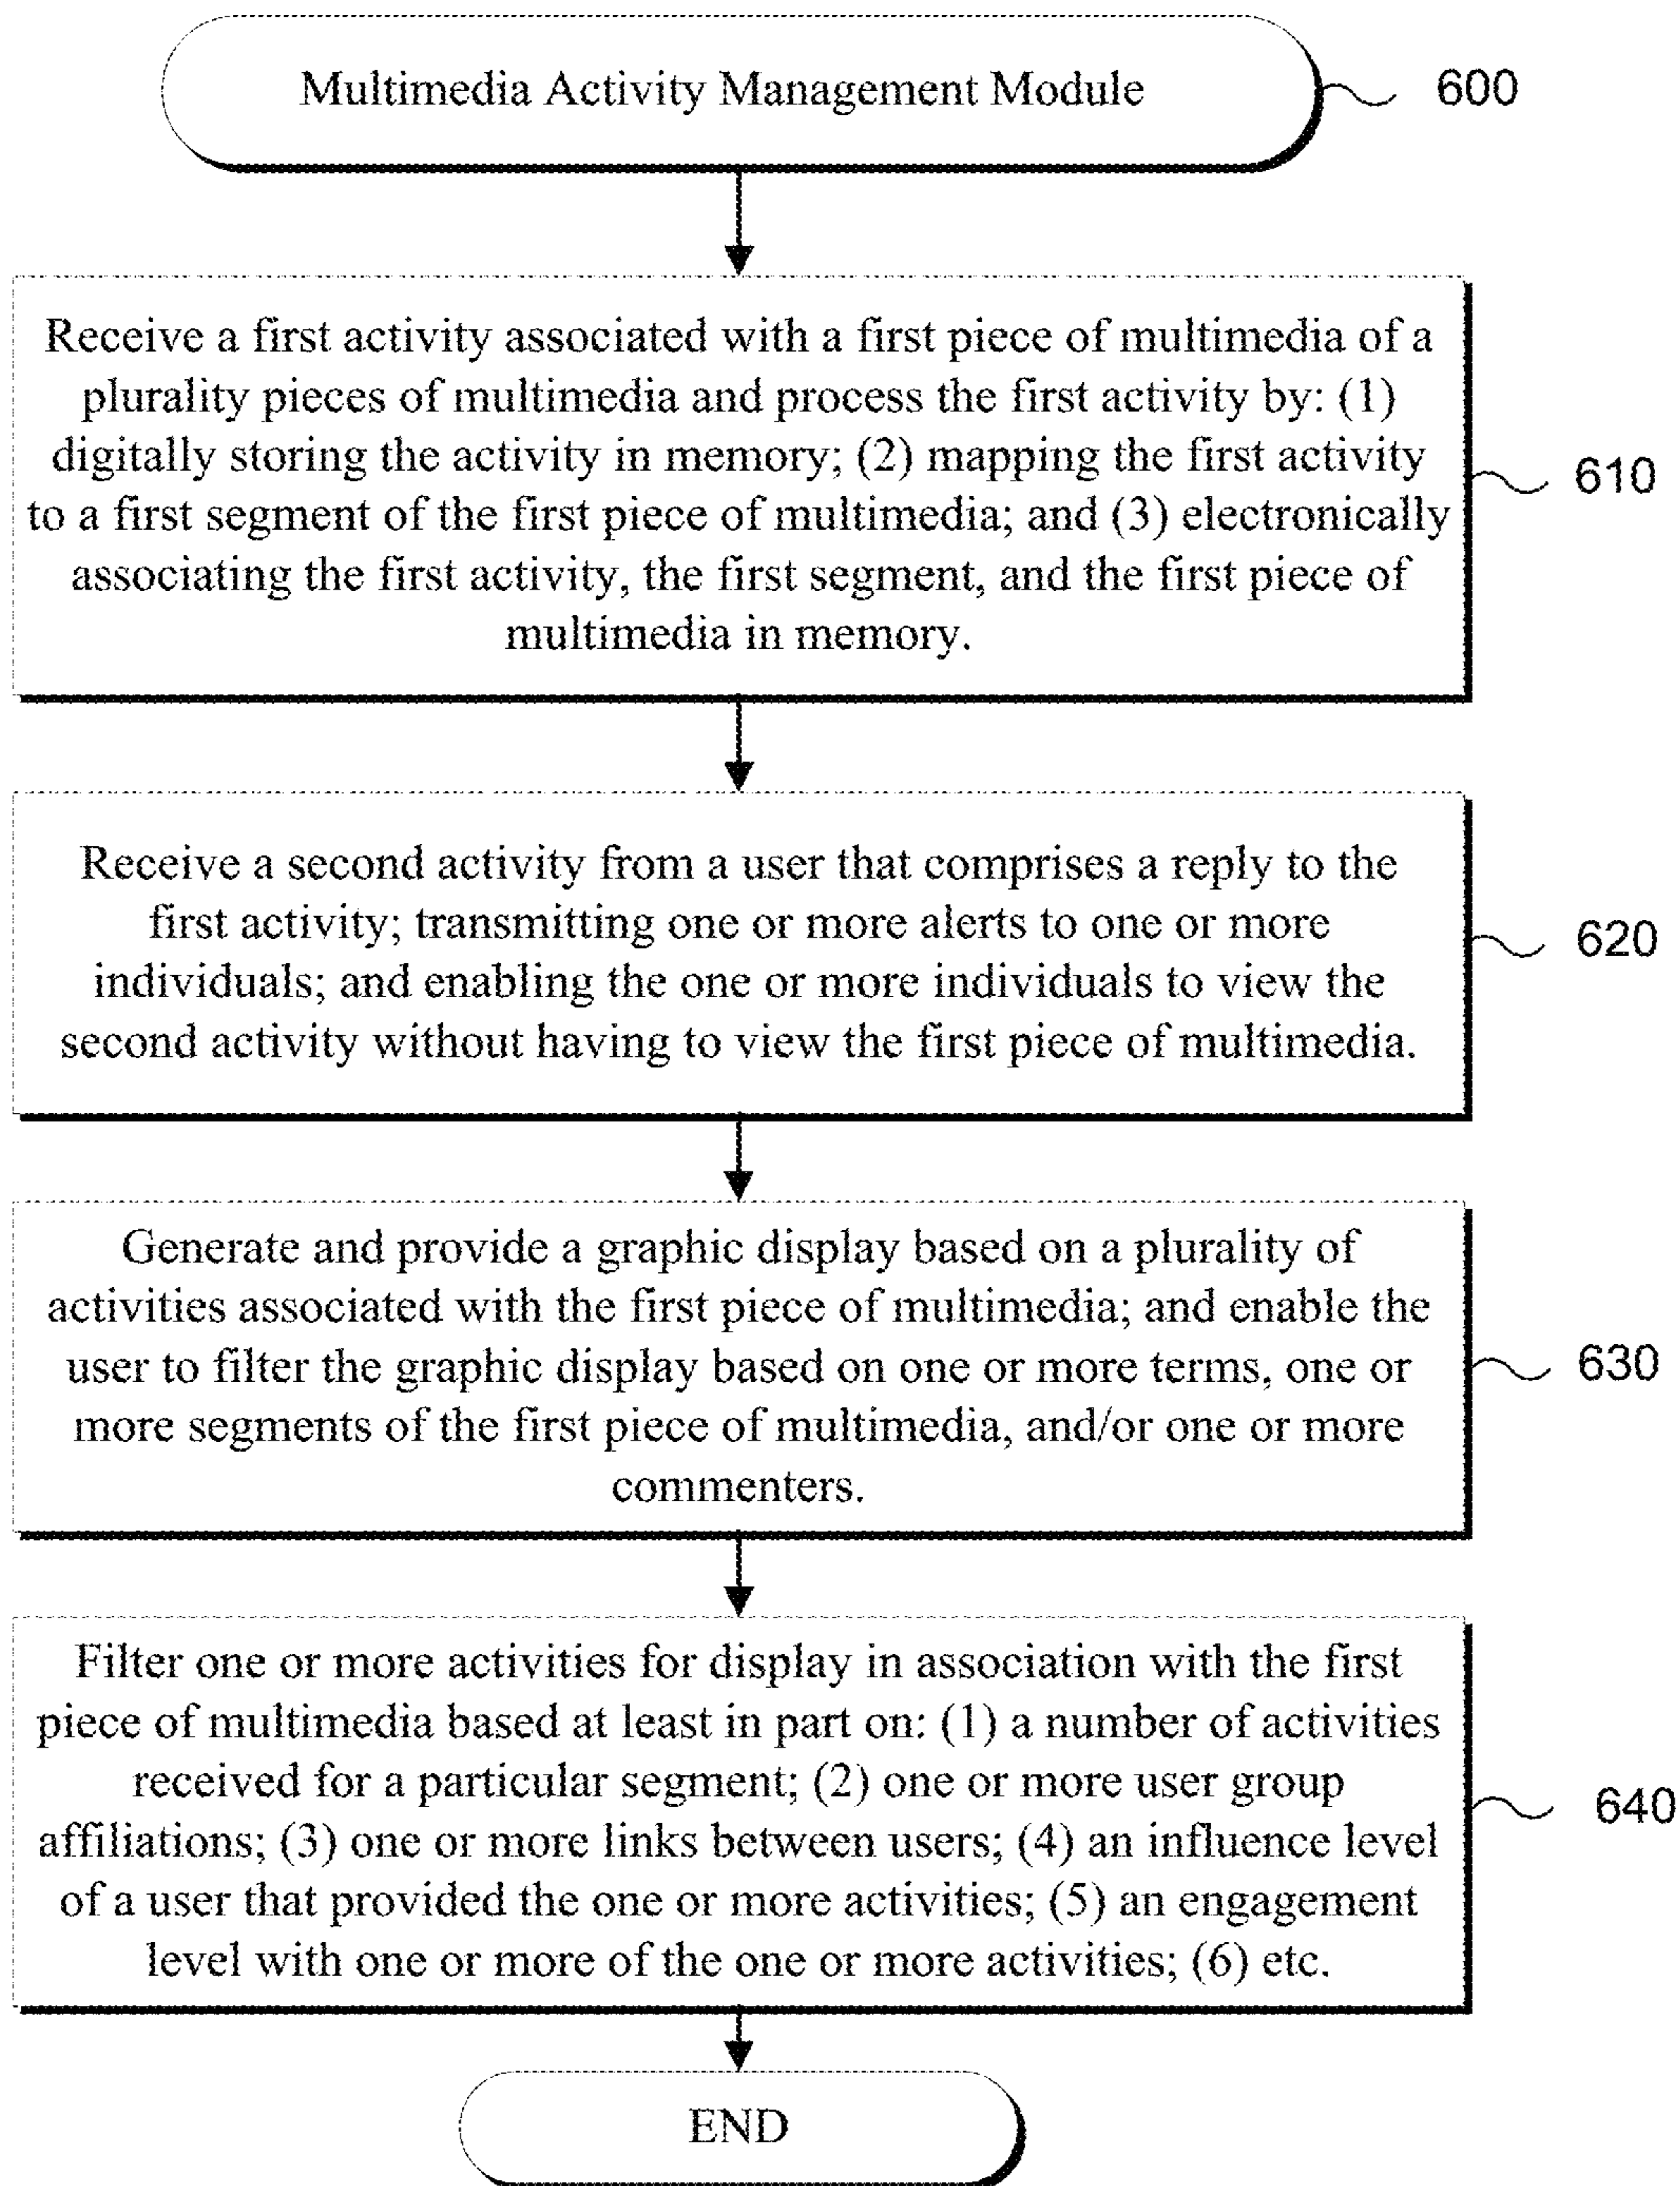 Multimedia Activity Management Module
600
Receive a first activity associated with a first piece of multimedia of a
plurality pieces of multimedia and process the first activity by: (1)
digitally storing the activity in memory; (2) mapping the first activity
to a first segment of the first piece of multimedia; and (3) electronically
associating the first activity, the first segment, and the first piece of
multimedia in memory.
610
Receive a second activity from a user that comprises a reply to the
first activity; transmitting one or more alerts to one or more
individuals; and enabling the one or more individuals to view the
second activity without having to view the first piece of multimedia.
620
Generate and provide a graphic display based on a plurality of
activities associated with the first piece of multimedia; and enable the
user to filter the graphic display based on one or more terms, one or
more segments of the first piece of multimedia, and/or one or more
commenters.
630
Filter one or more activities for display in association with the first
piece of multimedia based at least in part on: (1) a number of activities
received for a particular segment; (2) one or more user group
affiliations; (3) one or more links between users; (4) an influence level
of a user that provided the one or more activities; (5) an engagement
level with one or more of the one or more activities; (6) etc.
640
END